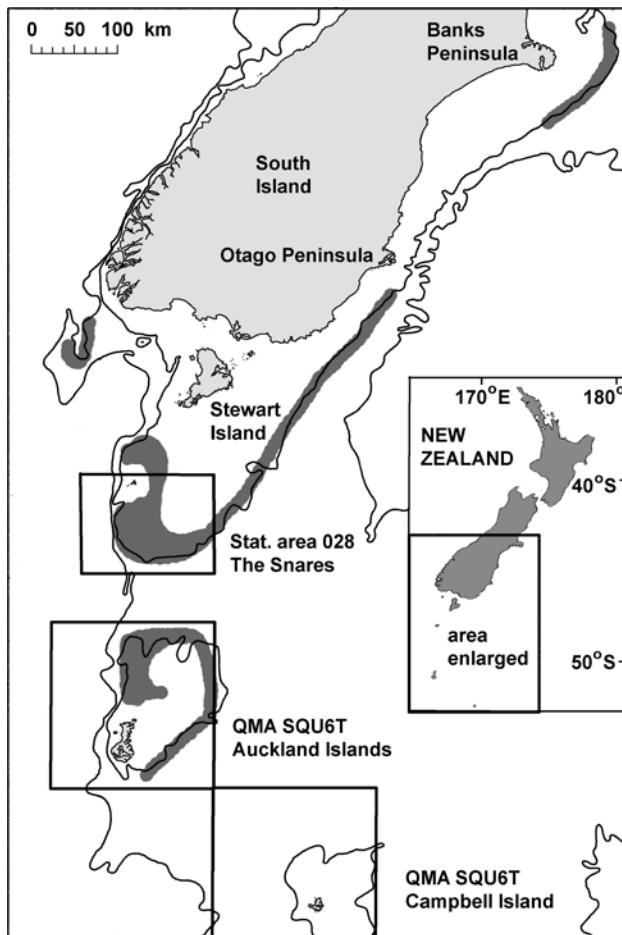 0 50 100 km
Banks
Peninsula
South
Island
Otago Peninsula
Stewart
Island
170°E 180°
NEW
ZEALAND
40°S
area
enlarged
50°S
Stat. area 028
The Snares
QMA SQU6T
Auckland Islands
QMA SQU6T
Campbell Island